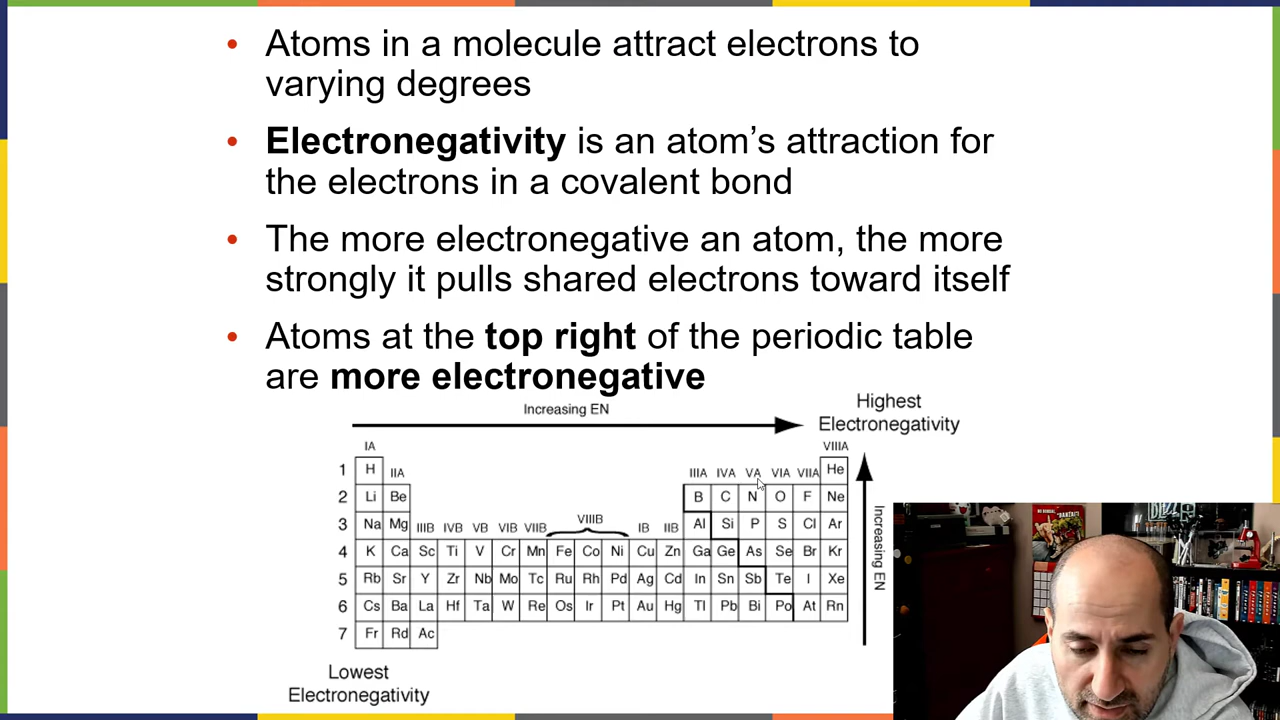 Atoms in a molecule attract electrons to
varying degrees
Electronegativity is an atom’s attraction for
the electrons in a covalent bond
The more electronegative an atom, the more
strongly it pulls shared electrons toward itself
Atoms at the top right of the periodic table
are more electronegative
Increasing EN
Highest
Electronegativity
IA VIIIA
1 H IIA IIIA IVA VA VIA VIIA He
2 Li Be B C N O F Ne
3 Na Mg IIIB IVB VB VIB VIIB VIIIB IB IIB Al Si P S Cl Ar
4 K Ca Sc Ti V Cr Mn Fe Co Ni Cu Zn Ga Ge As Se Br Kr
5 Rb Sr Y Zr Nb Mo Tc Ru Rh Pd Ag Cd In Sn Sb Te I Xe
6 Cs Ba La Hf Ta W Re Os Ir Pt Au Hg Tl Pb Bi Po At Rn
7 Fr Rd Ac
Increasing EN
Lowest
Electronegativity